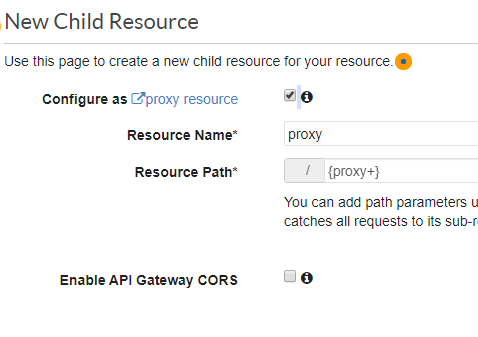 New Child Resource
Use this page to create a new child resource for your resource.
Configure as proxy resource
Resource Name* proxy
Resource Path* / {proxy+}
You can add path parameters u
catches all requests to its sub-r
Enable API Gateway CORS